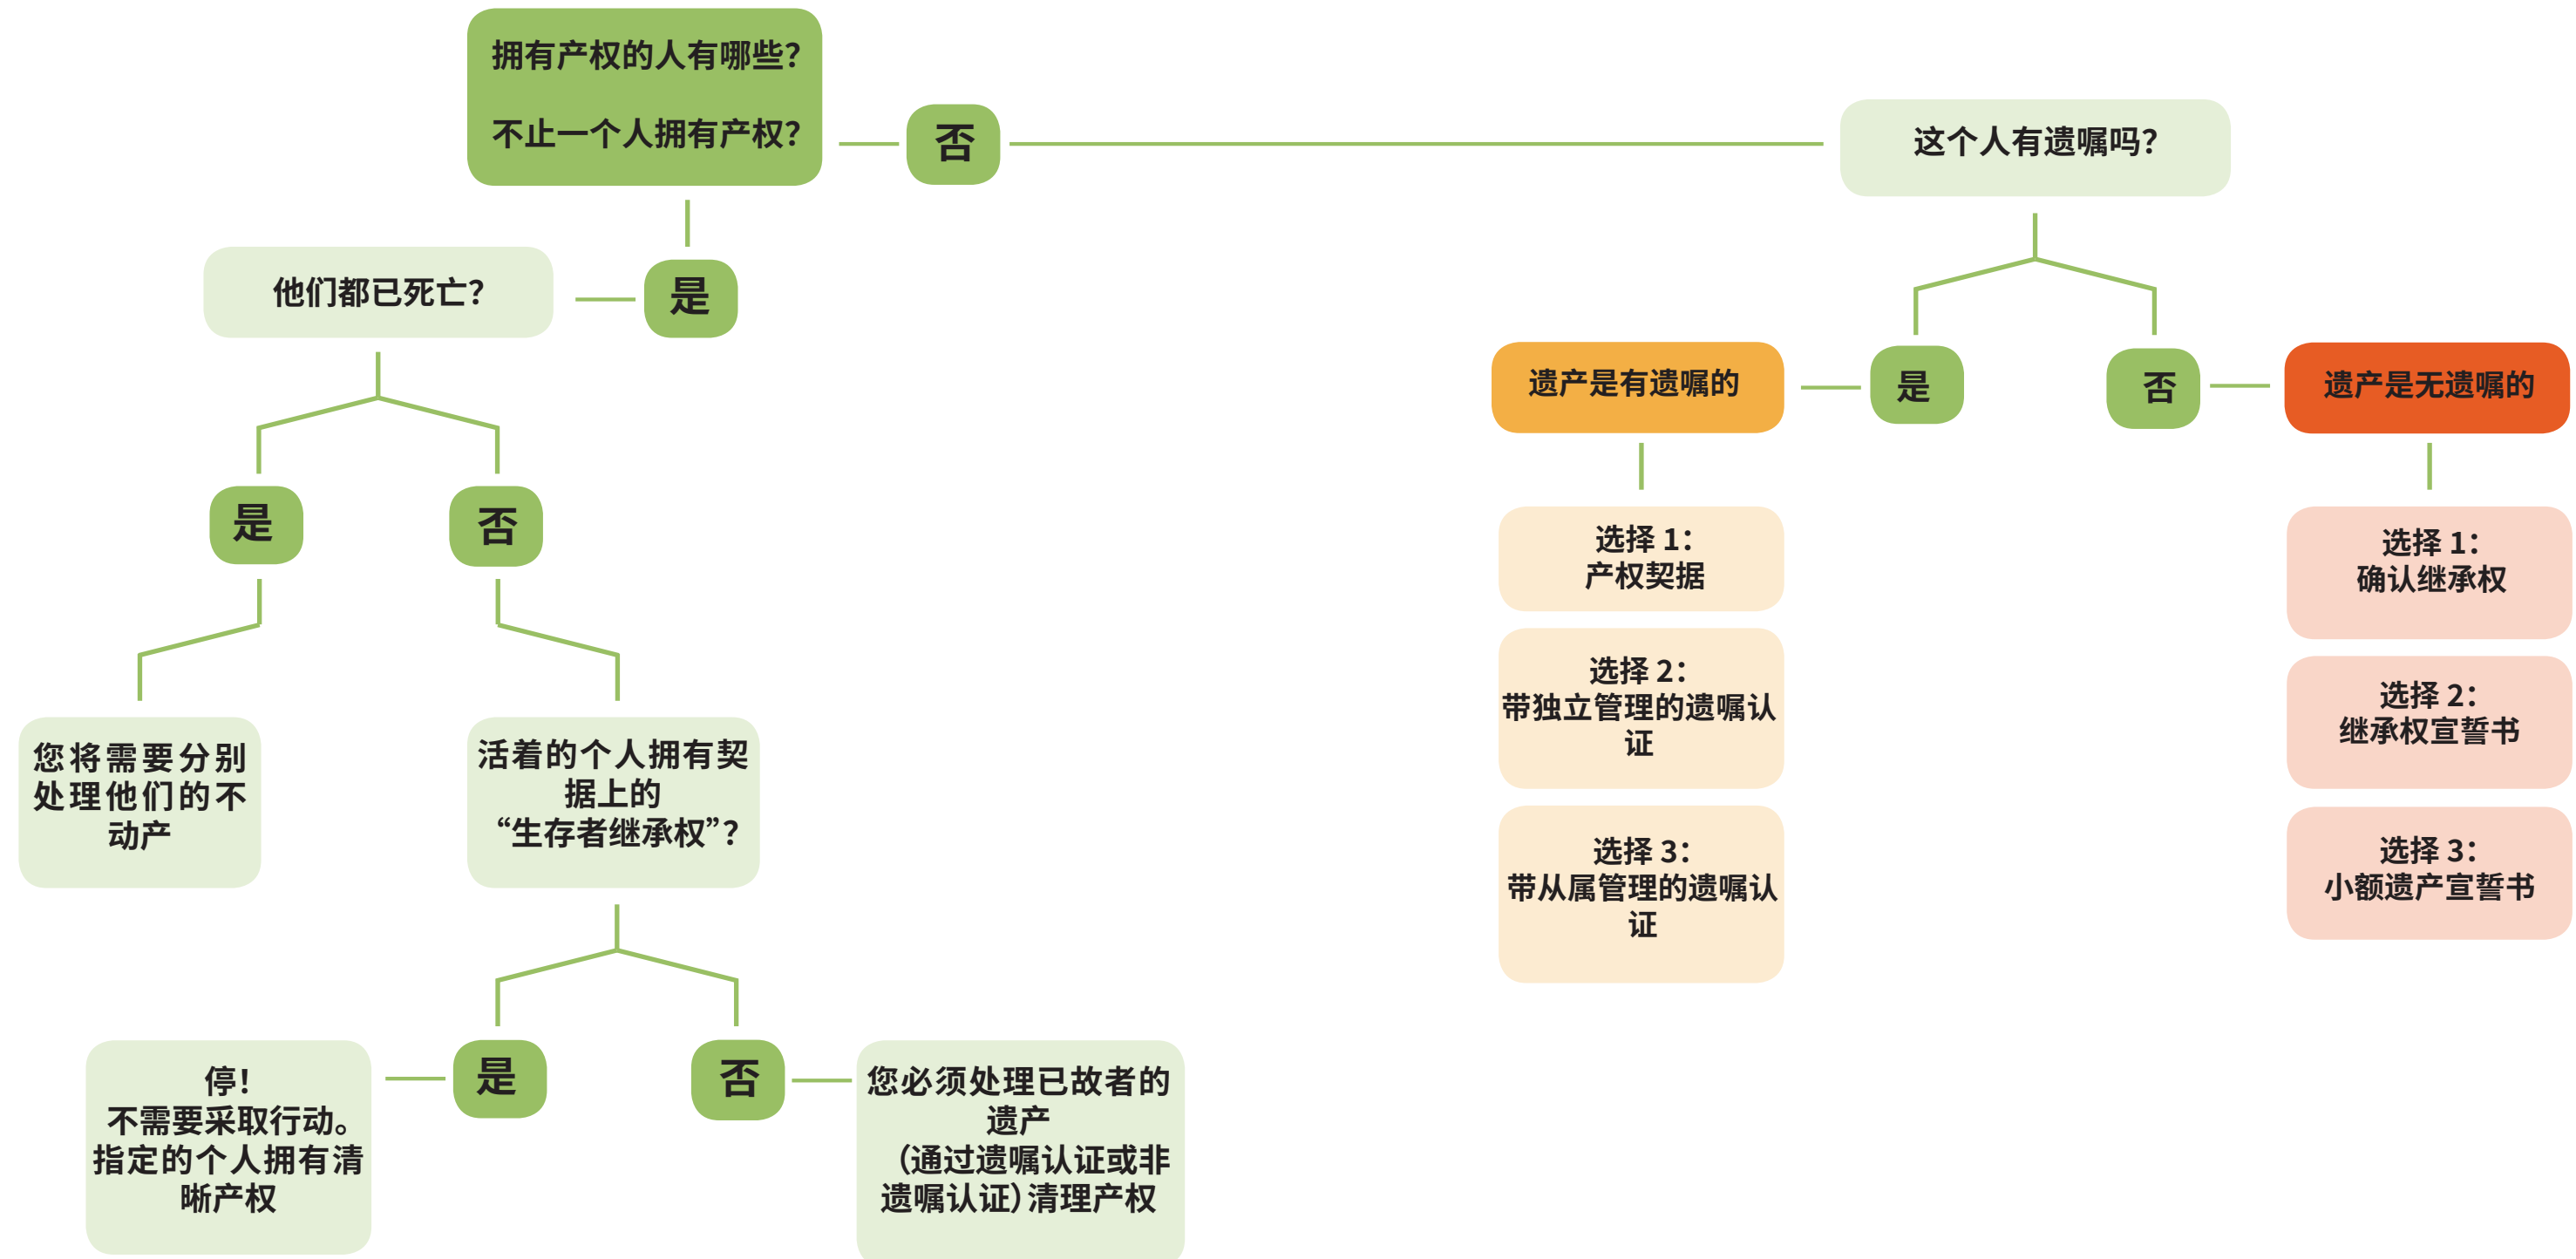 拥有产权的人有哪些？
不止一个人拥有产权？
否
这个人有遗嘱吗？
他们都已死亡？
是
遗产是有遗嘱的
是
否
遗产是无遗嘱的
是
否
选择 1：
产权契据
选择 2：
带独立管理的遗嘱认
证
选择 3：
带从属管理的遗嘱认
证
选择 1：
确认继承权
选择 2：
继承权宣誓书
选择 3：
小额遗产宣誓书
您将需要分别
处理他们的不
动产
活着的个人拥有契
据上的
“生存者继承权”？
停！
不需要采取行动。
指定的个人拥有清
晰产权
是
否
您必须处理已故者的
遗产
（通过遗嘱认证或非
遗嘱认证）清理产权